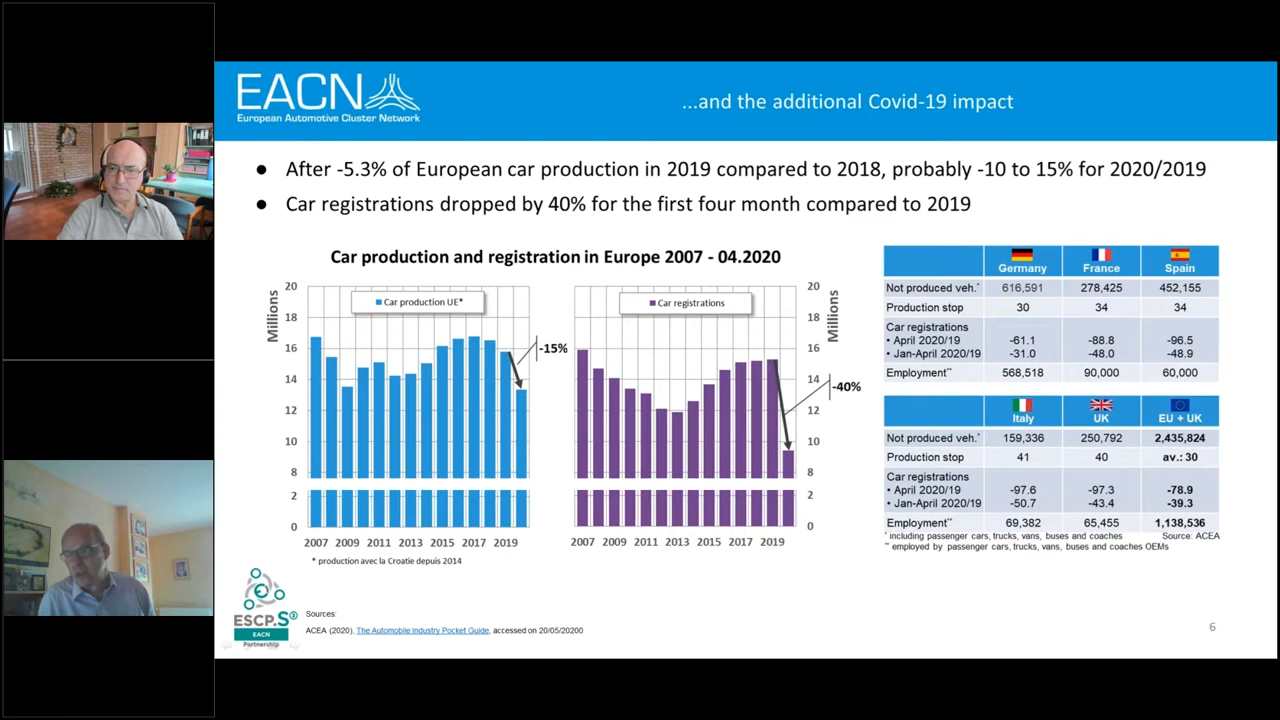 EACN
European Automotive Cluster Network
...and the additional Covid-19 impact
● After -5.3% of European car production in 2019 compared to 2018, probably -10 to 15% for 2020/2019
● Car registrations dropped by 40% for the first four month compared to 2019
Car production and registration in Europe 2007 - 04.2020
Millions
20
18
16
14
12
10
8
2
0
Car production UE*
-15%
2007 2009 2011 2013 2015 2017 2019
* production avec la Croatie depuis 2014
Car registrations
-40%
2007 2009 2011 2013 2015 2017 2019
20
18
16
14
12
10
8
2
0
Millions
Germany France Spain
Not produced veh.* 616,591 278,425 452,155
Production stop 30 34 34
Car registrations
• April 2020/19 -61.1 -88.8 -96.5
• Jan-April 2020/19 -31.0 -48.0 -48.9
Employment** 568,518 90,000 60,000
Italy UK EU + UK
Not produced veh.* 159,336 250,792 2,435,824
Production stop 41 40 av.: 30
Car registrations
• April 2020/19 -97.6 -97.3 -78.9
• Jan-April 2020/19 -50.7 -43.4 -39.3
Employment** 69,382 65,455 1,138,536
* including passenger cars, trucks, vans, buses and coaches Source: ACEA
** employed by passenger cars, trucks, vans, buses and coaches OEMs
ESCP.S3
EACN
Partnership
Sources:
ACEA (2020), The Automobile Industry Pocket Guide, accessed on 20/05/20200
6